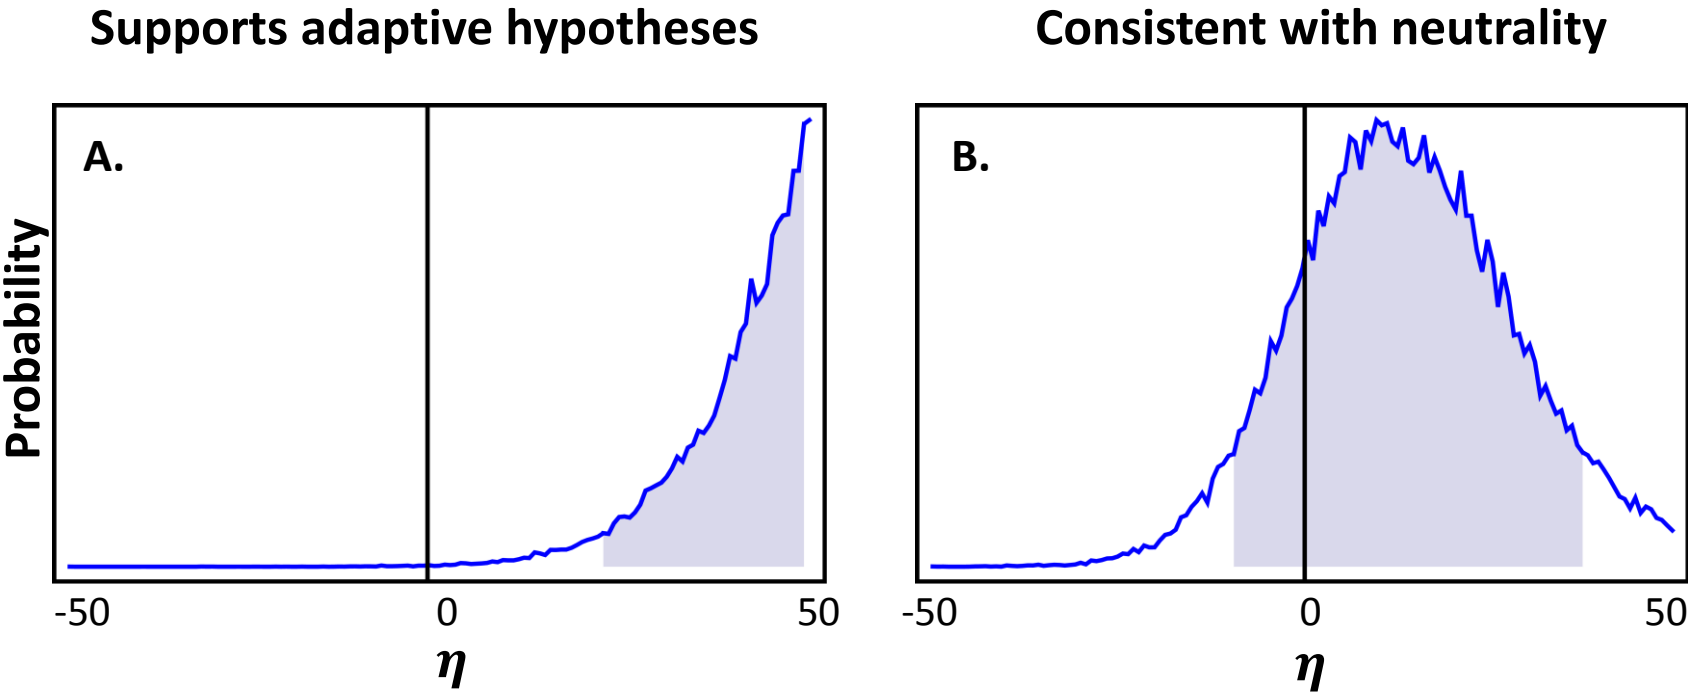 Supports adaptive hypotheses
Consistent with neutrality
A.
B.
Probability
-50
0
50
-50
0
50
η
η